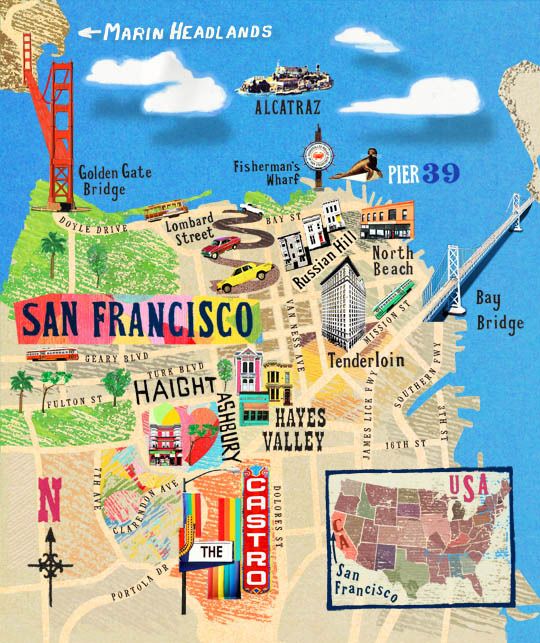 MARIN HEADLANDS
ALCATRAZ
Golden Gate
Bridge
Fisherman's
Wharf
PIER 39
DOYLE DRIVE
Lombard
Street
BAY ST
Russian Hill
North
Beach
SAN FRANCISCO
VAN NESS AVE
MISSION ST
Bay
Bridge
GEARY BLVD
Tenderloin
TURK BLVD
HAIGHT
ASHBURY
FULTON ST
HAYES
VALLEY
JAMES LICK FWY
SOUTHERN FWY
3TH ST
16TH ST
7TH AVE
CLARENDON AVE
DOLORES ST
N
THE
CASTRO
PORTOLA DR
USA
CA
San
Francisco